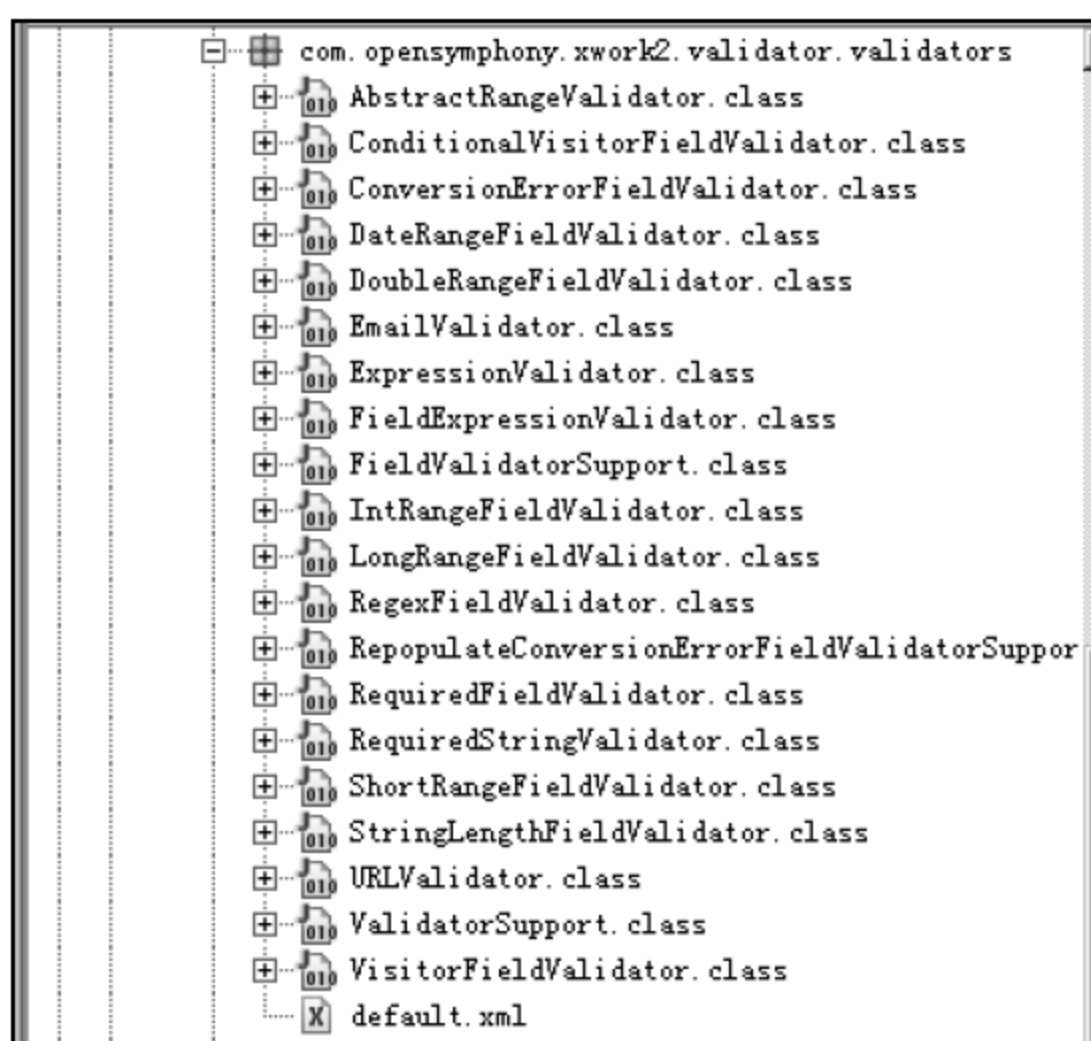 com.opensymphony.xwork2.validator.validators
AbstractRangeValidator.class
ConditionalVisitorFieldValidator.class
ConversionErrorFieldValidator.class
DateRangeFieldValidator.class
DoubleRangeFieldValidator.class
EmailValidator.class
ExpressionValidator.class
FieldExpressionValidator.class
FieldValidatorSupport.class
IntRangeFieldValidator.class
LongRangeFieldValidator.class
RegexFieldValidator.class
RepopulateConversionErrorFieldValidatorSuppor
RequiredFieldValidator.class
RequiredStringValidator.class
ShortRangeFieldValidator.class
StringLengthFieldValidator.class
URLValidator.class
ValidatorSupport.class
VisitorFieldValidator.class
default.xml